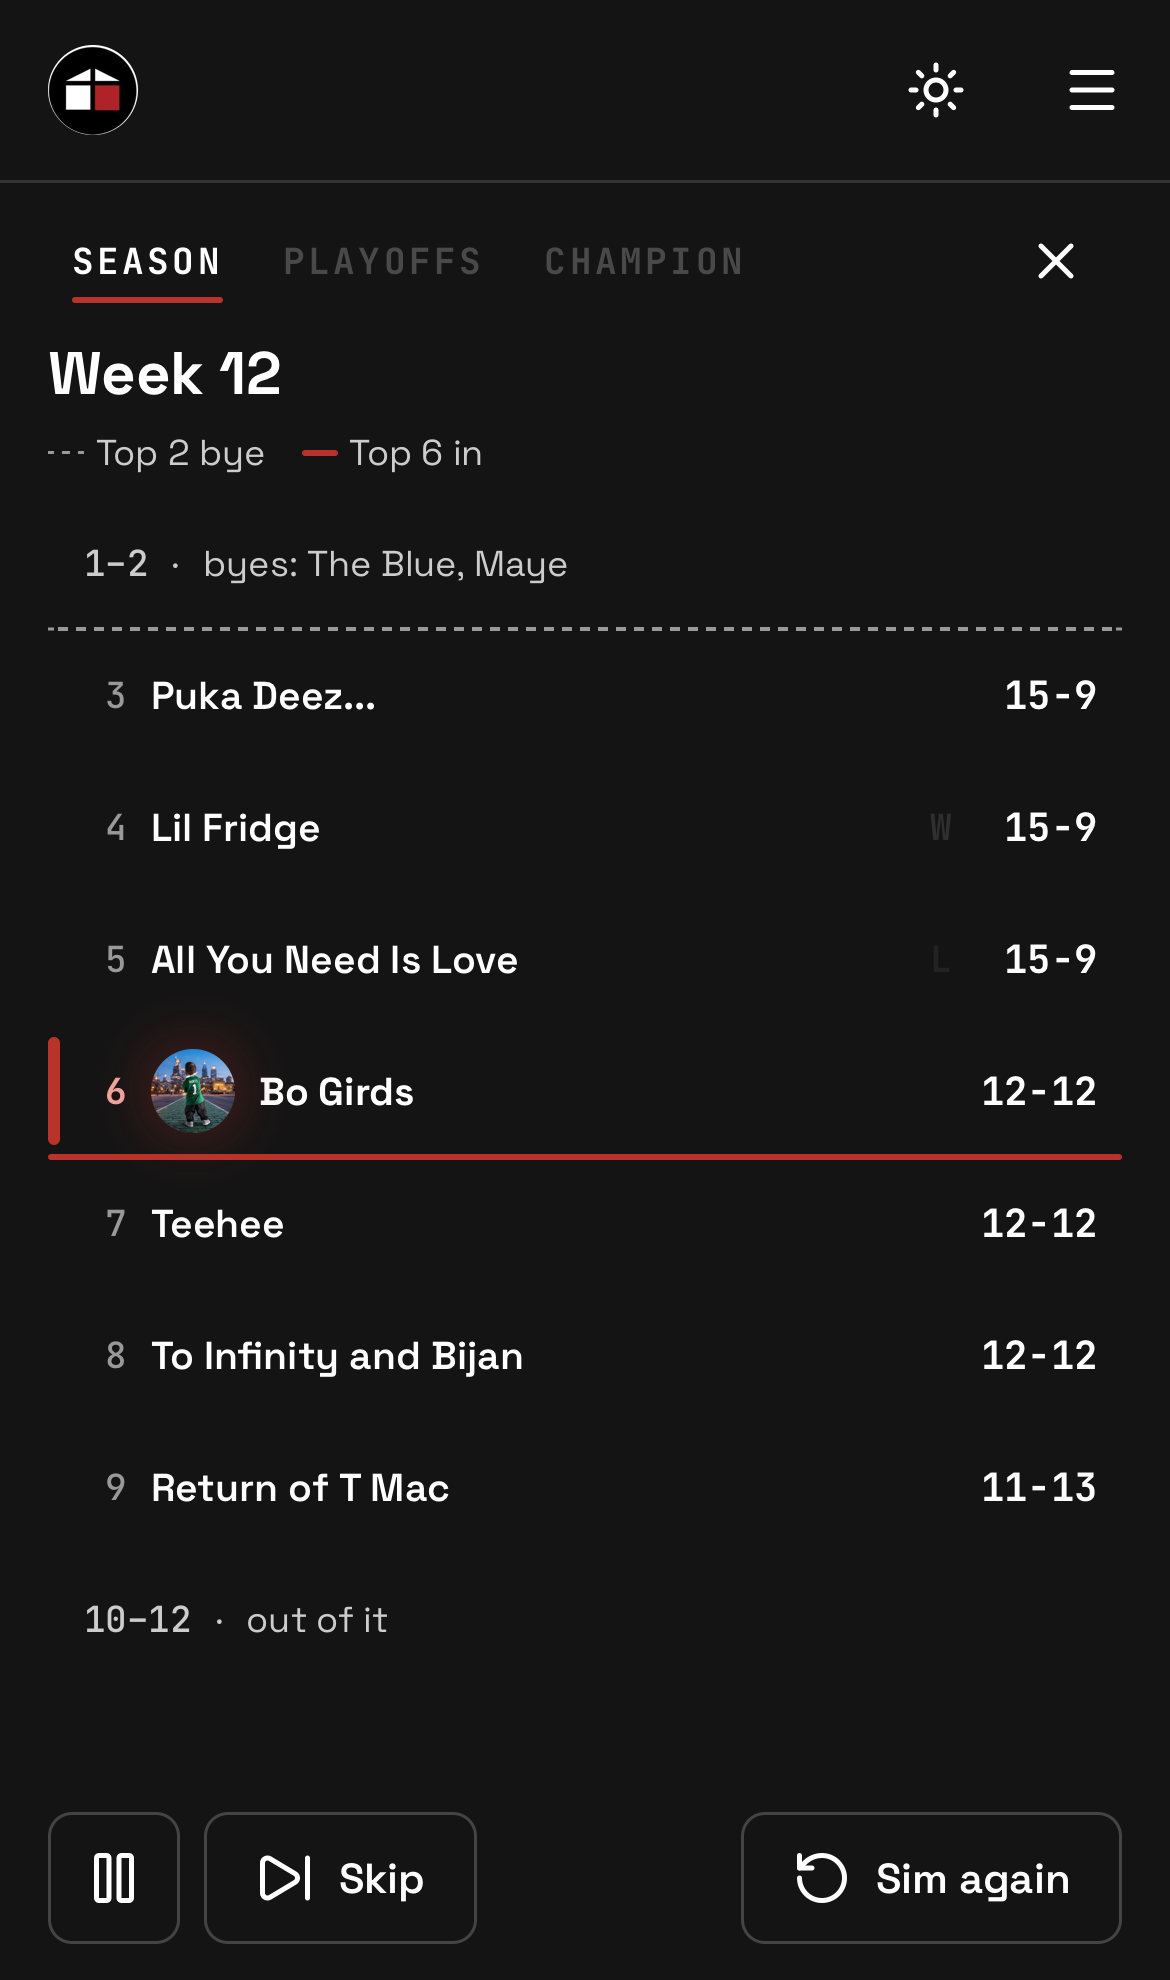 SEASON PLAYOFFS CHAMPION
Week 12
Top 2 bye Top 6 in
1–2 · byes: The Blue, Maye
3 Puka Deez... 15-9
4 Lil Fridge W 15-9
5 All You Need Is Love L 15-9
6 Bo Girds 12-12
7 Teehee 12-12
8 To Infinity and Bijan 12-12
9 Return of T Mac 11-13
10–12 · out of it
Skip Sim again